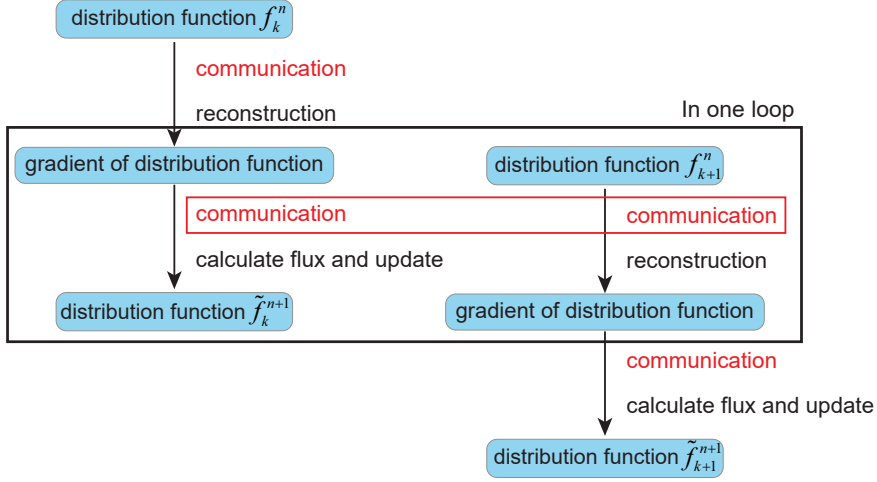 distribution function $f_k^n$
communication
reconstruction
In one loop
gradient of distribution function
distribution function $f_{k+1}^n$
communication
communication
calculate flux and update
reconstruction
distribution function $\tilde{f}_k^{n+1}$
gradient of distribution function
communication
calculate flux and update
distribution function $\tilde{f}_{k+1}^{n+1}$